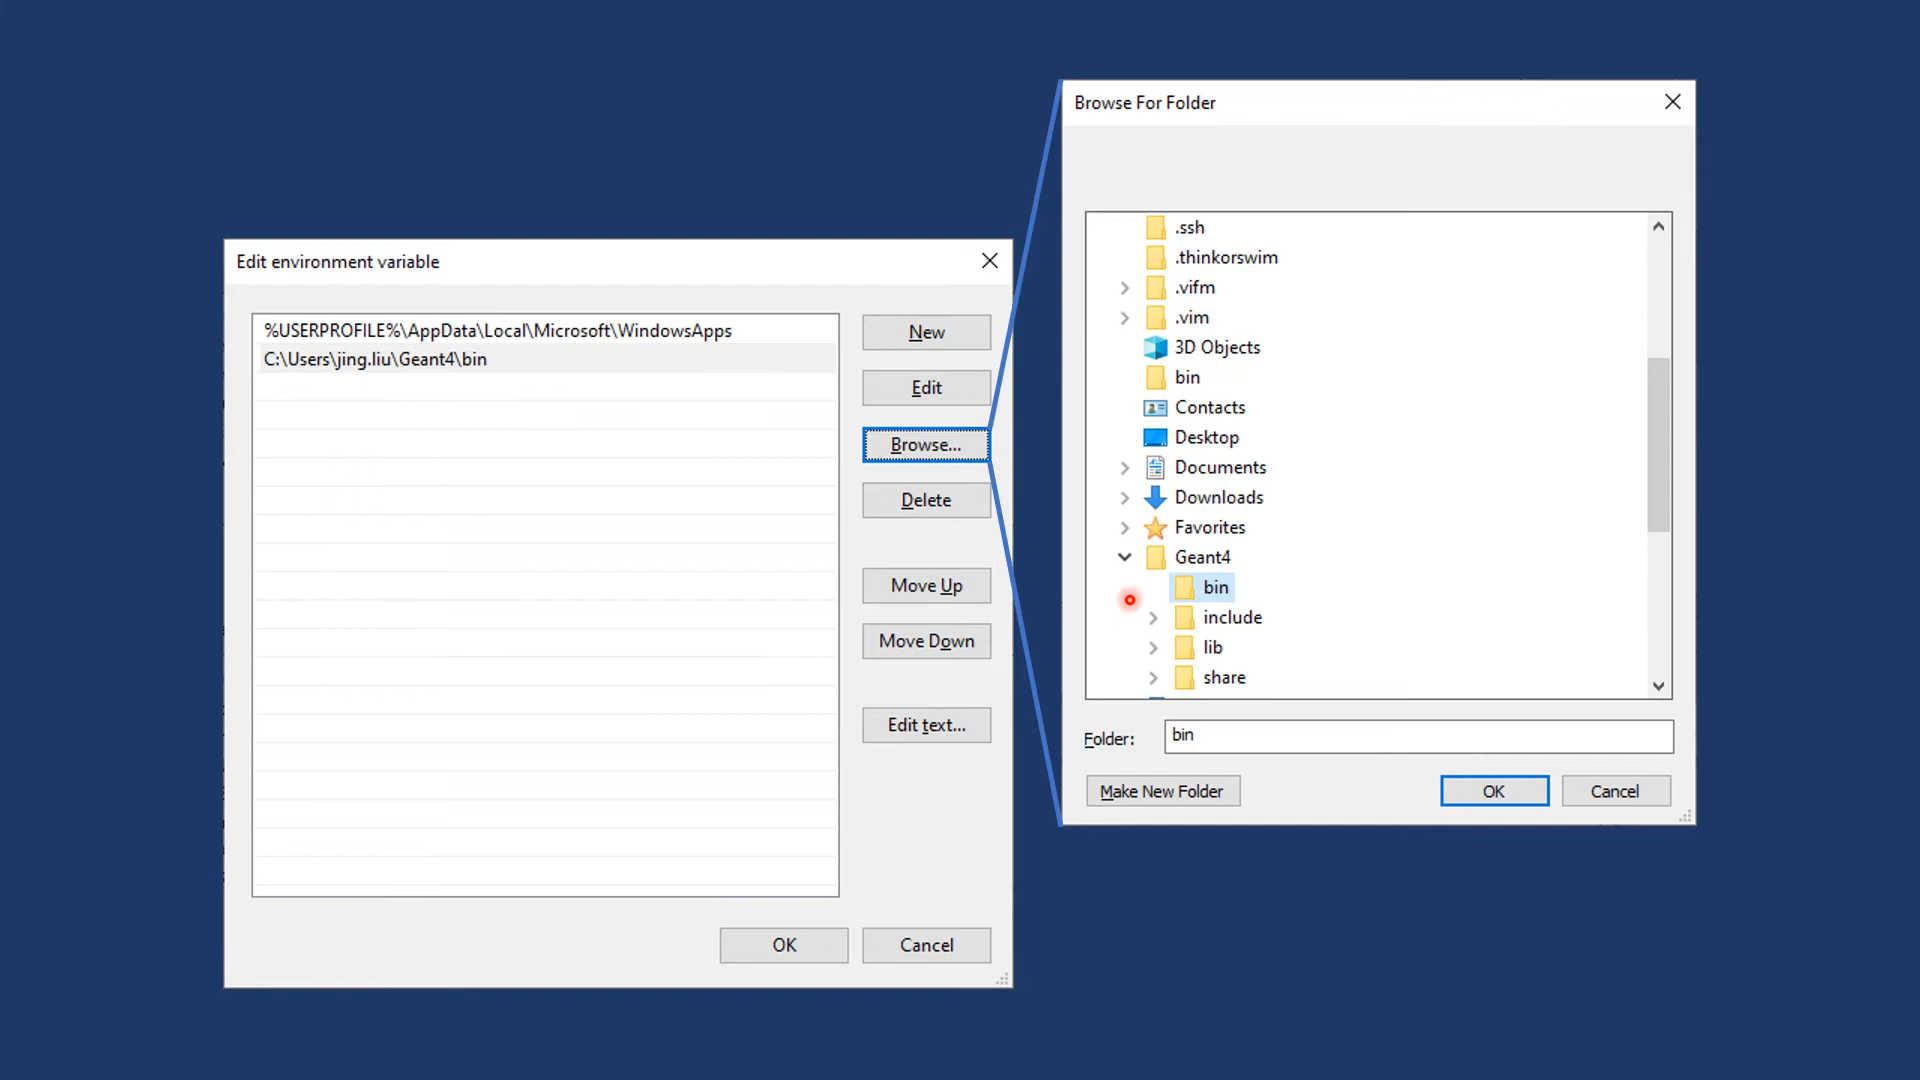 Edit environment variable
%USERPROFILE%\AppData\Local\Microsoft\WindowsApps
C:\Users\jing.liu\Geant4\bin
New
Edit
Browse...
Delete
Move Up
Move Down
Edit text...
OK
Cancel
Browse For Folder
.ssh
.thinkorswim
.vifm
.vim
3D Objects
bin
Contacts
Desktop
Documents
Downloads
Favorites
Geant4
bin
include
lib
share
Folder:
bin
Make New Folder
OK
Cancel